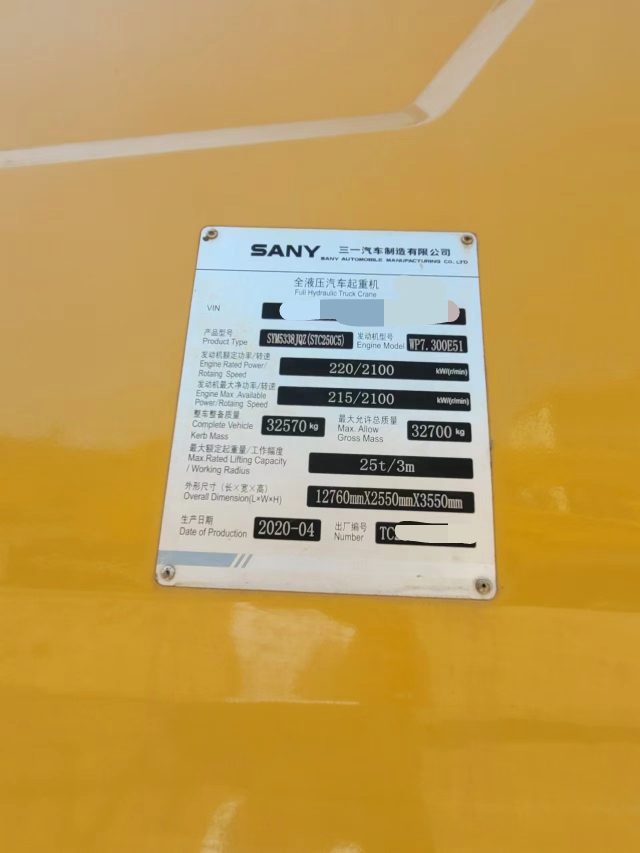 SANY 三一汽车制造有限公司
SANY AUTOMOBILE MANUFACTURING CO., LTD
全液压汽车起重机
Full Hydraulic Truck Crane
VIN
产品型号 SYM5338JQZ(STC250C5) 发动机型号 WP7.300E51
Product Type Engine Model
发动机额定功率/转速 220/2100 kW/(r/min)
Engine Rated Power/
Rotaing Speed
发动机最大净功率/转速 215/2100 kW/(r/min)
Engine Max .Available
Power/Rotaing Speed
整车整备质量 32570 kg 最大允许总质量 32700 kg
Complete Vehicle Max. Allow
Kerb Mass Gross Mass
最大额定起重量/工作幅度 25t/3m
Max.Rated Lifting Capacity
/ Working Radius
外形尺寸 (长×宽×高) 12760mmX2550mmX3550mm
Overall Dimension(L×W×H)
生产日期 2020-04 出厂编号 TC
Date of Production Number